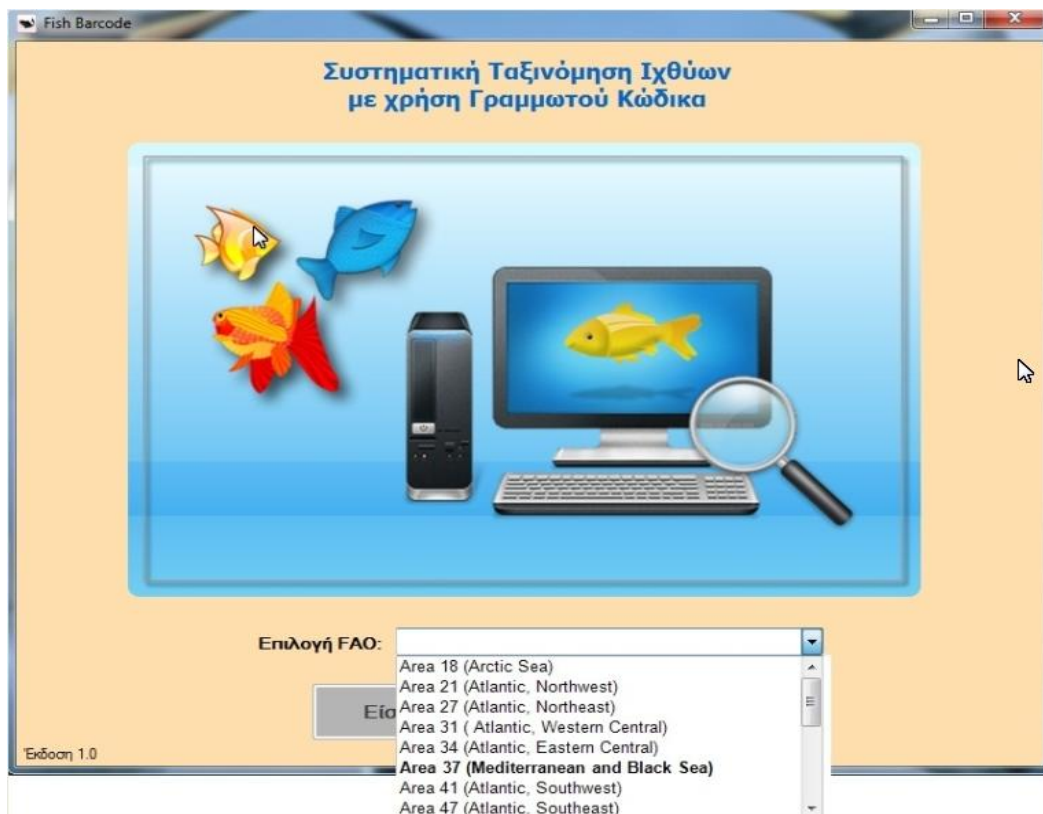 Fish Barcode
Συστηματική Ταξινόμηση Ιχθύων
με χρήση Γραμμωτού Κώδικα
Επιλογή FAO:
Area 18 (Arctic Sea)
Area 21 (Atlantic, Northwest)
Area 27 (Atlantic, Northeast)
Area 31 ( Atlantic, Western Central)
Area 34 (Atlantic, Eastern Central)
Area 37 (Mediterranean and Black Sea)
Area 41 (Atlantic, Southwest)
Area 47 (Atlantic, Southeast)
Έκδοση 1.0